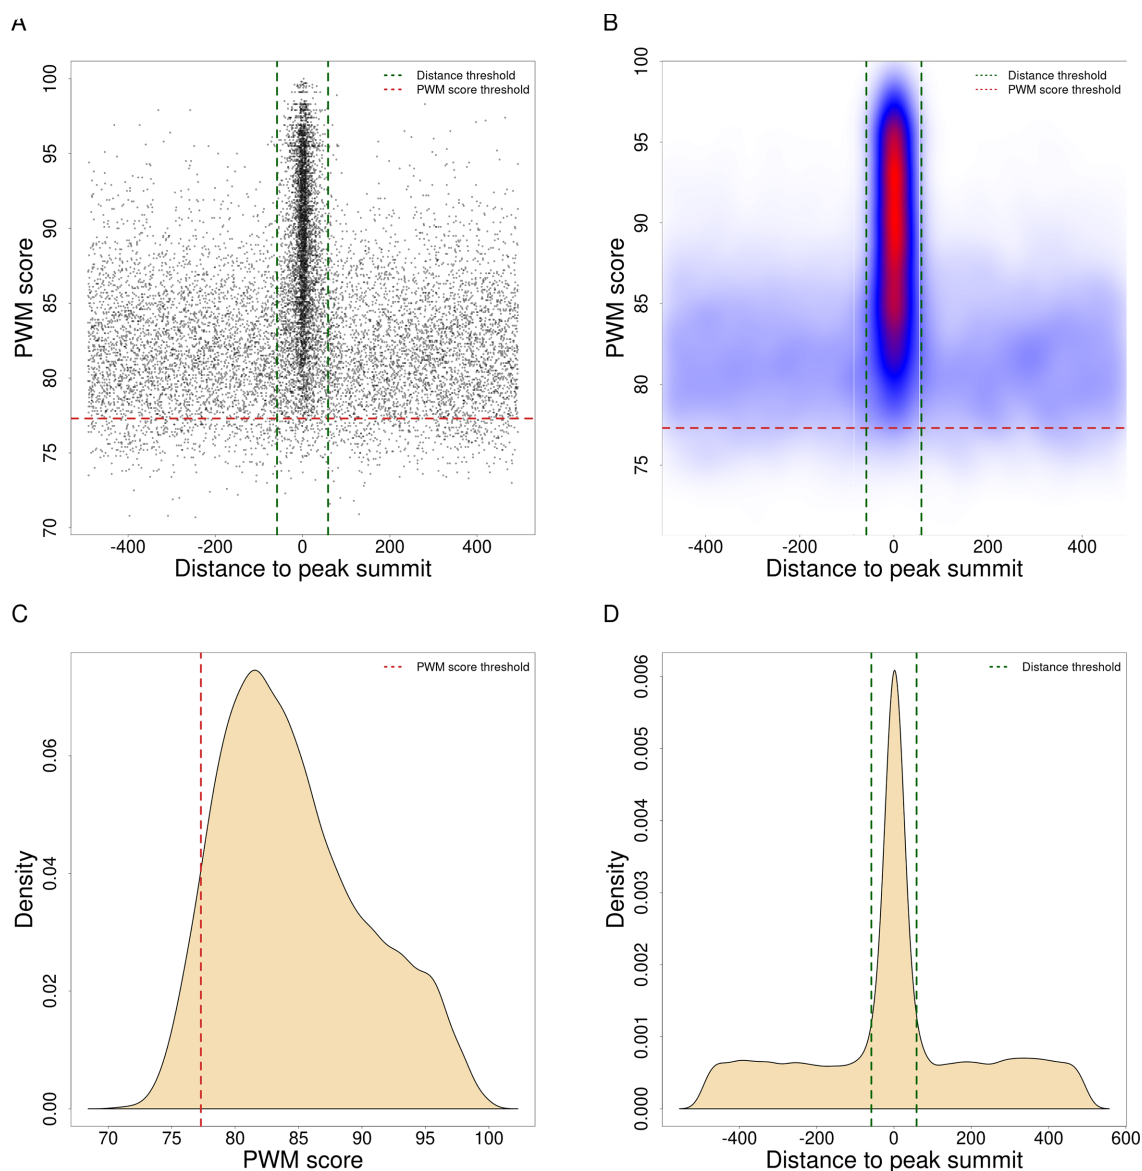 A
B
Distance threshold
PWM score threshold
PWM score
100
95
90
85
80
75
70
-400 -200 0 200 400
Distance to peak summit
Distance threshold
PWM score threshold
PWM score
100
95
90
85
80
75
-400 -200 0 200 400
Distance to peak summit
C
D
PWM score threshold
Density
0.06
0.04
0.02
0.00
70 75 80 85 90 95 100
PWM score
Distance threshold
Density
0.006
0.005
0.004
0.003
0.002
0.001
0.000
-400 -200 0 200 400 600
Distance to peak summit